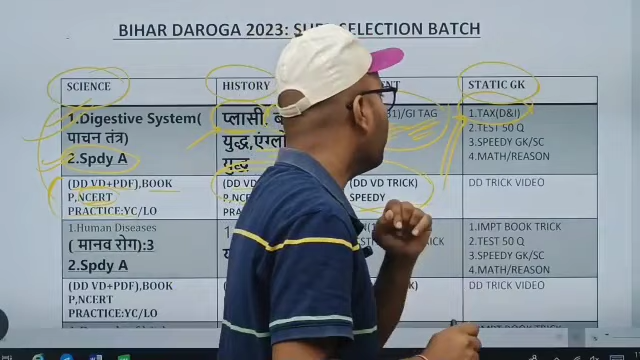 BIHAR DAROGA 2023: SELECTION BATCH
SCIENCE
HISTORY
STATIC GK
1.Digestive System(
पाचन तंत्र)
2.Spdy A
प्लासी,
युद्ध,एंग्लो
युद्ध
/GI TAG
1.TAX(D&I)
2.TEST 50 Q
3.SPEEDY GK/SC
4.MATH/REASON
(DD VD+PDF),BOOK
P,NCERT
PRACTICE:YC/LO
(DD
P,NCE
PRA
(DD VD TRICK)
SPEEDY
DD TRICK VIDEO
1.Human Diseases
( मानव रोग):3
2.Spdy A
1.IMPT BOOK TRICK
2.TEST 50 Q
3.SPEEDY GK/SC
4.MATH/REASON
(DD VD+PDF),BOOK
P,NCERT
PRACTICE:YC/LO
(DD
P,NCE
PRA
DD TRICK VIDEO